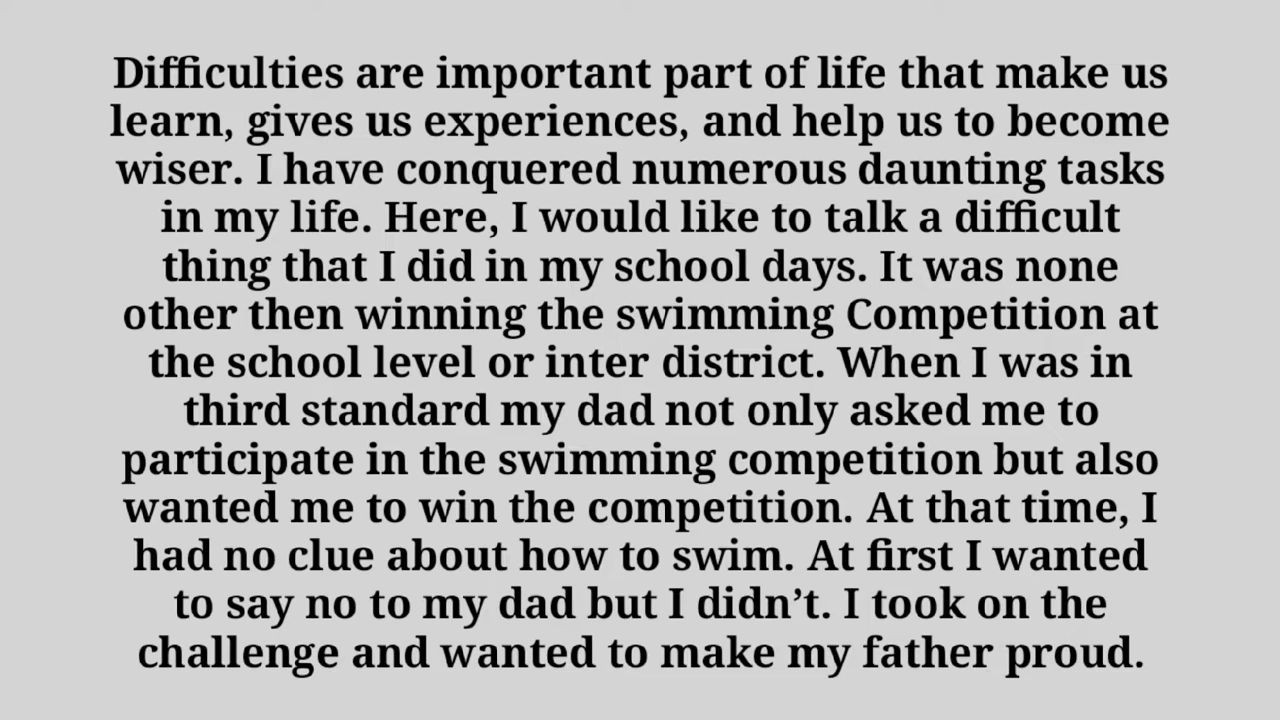 Difficulties are important part of life that make us
learn, gives us experiences, and help us to become
wiser. I have conquered numerous daunting tasks
in my life. Here, I would like to talk a difficult
thing that I did in my school days. It was none
other then winning the swimming Competition at
the school level or inter district. When I was in
third standard my dad not only asked me to
participate in the swimming competition but also
wanted me to win the competition. At that time, I
had no clue about how to swim. At first I wanted
to say no to my dad but I didn’t. I took on the
challenge and wanted to make my father proud.